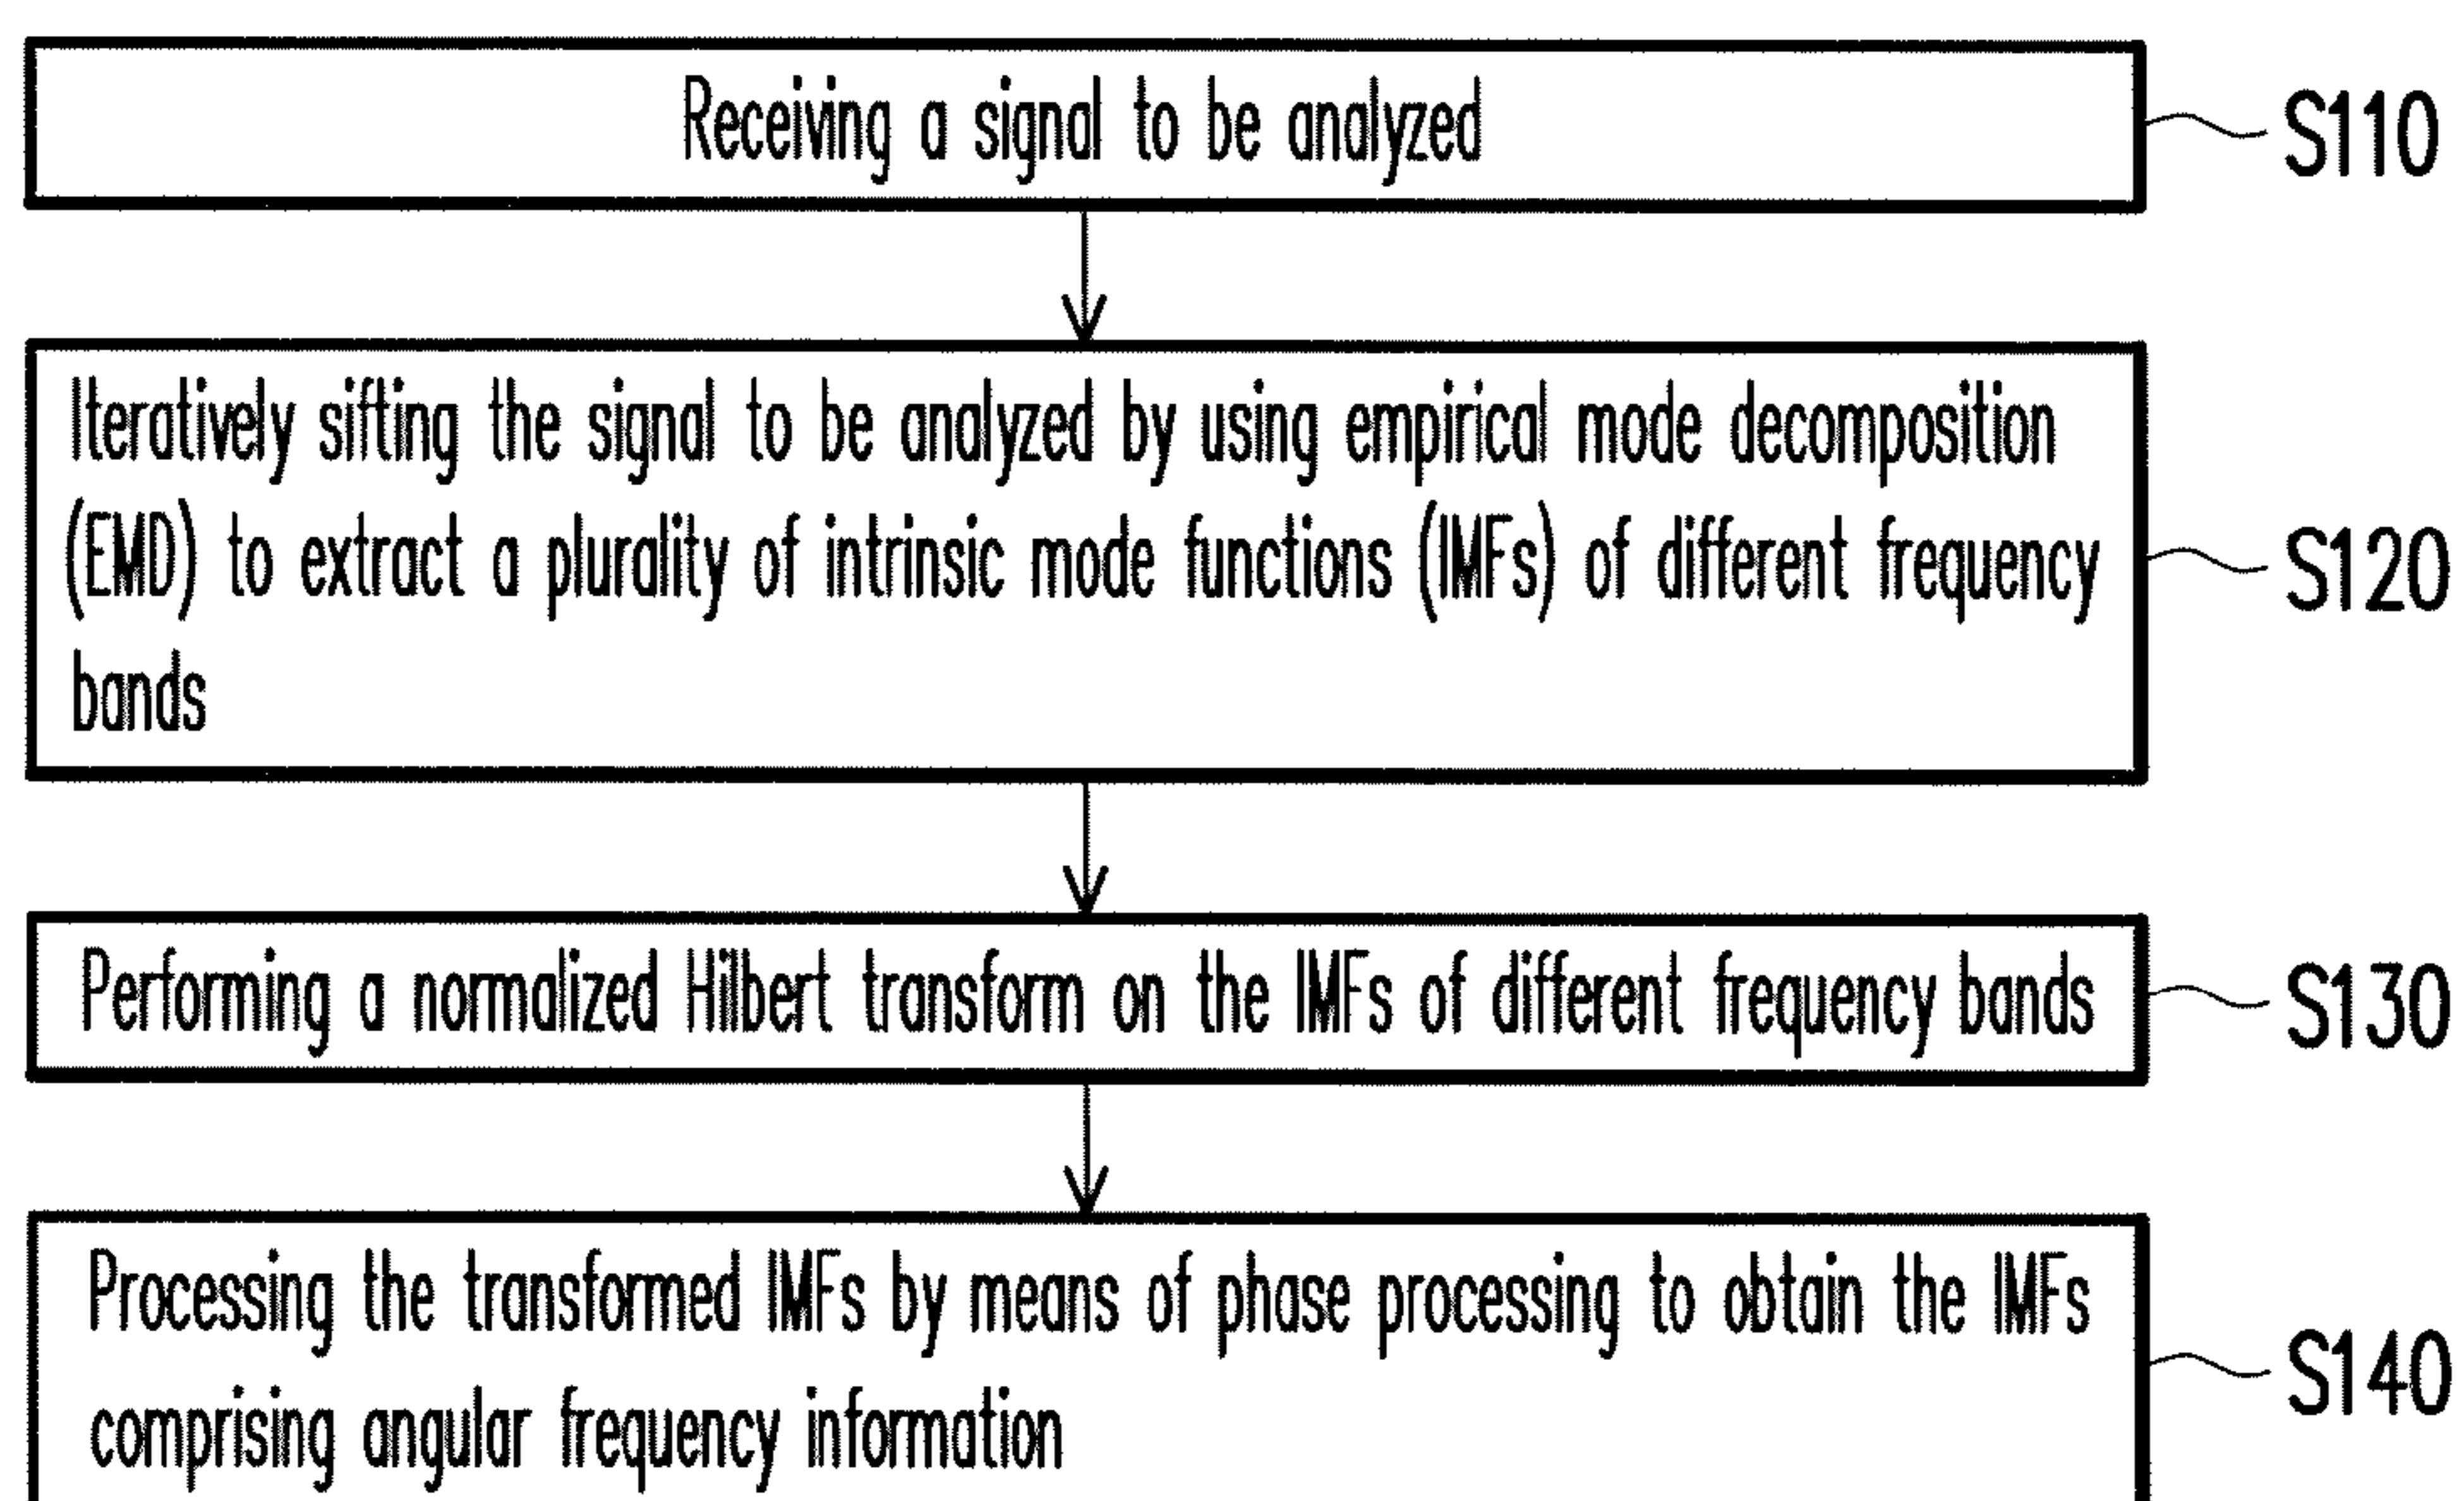 Receiving a signal to be analyzed
S110
Iteratively sifting the signal to be analyzed by using empirical mode decomposition
(EMD) to extract a plurality of intrinsic mode functions (IMFs) of different frequency
bands
S120
Performing a normalized Hilbert transform on the IMFs of different frequency bands
S130
Processing the transformed IMFs by means of phase processing to obtain the IMFs
comprising angular frequency information
S140